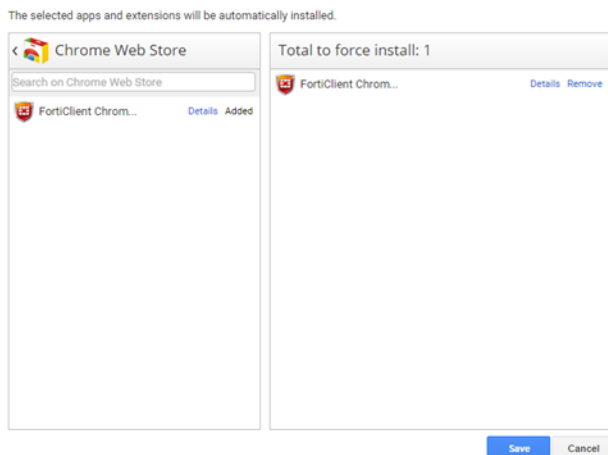 The selected apps and extensions will be automatically installed.
Chrome Web Store
Search on Chrome Web Store
FortiClient Chrom... Details Added
Total to force install: 1
FortiClient Chrom... Details Remove
Save Cancel